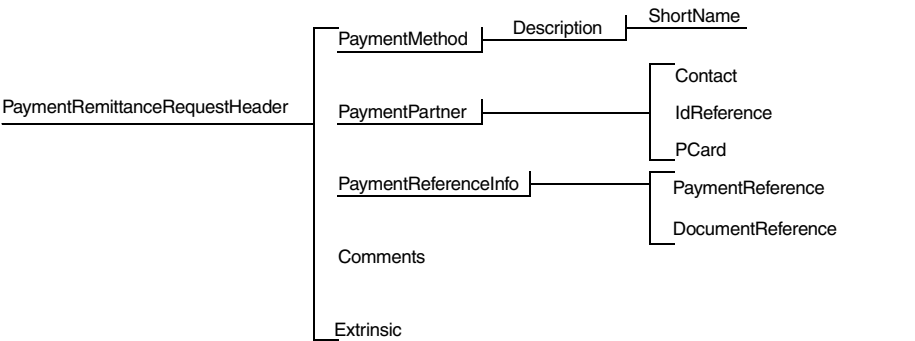 ShortName
Description
PaymentMethod
Contact
PaymentRemittanceRequestHeader
PaymentPartner
IdReference
PCard
PaymentReferenceInfo
PaymentReference
DocumentReference
Comments
Extrinsic